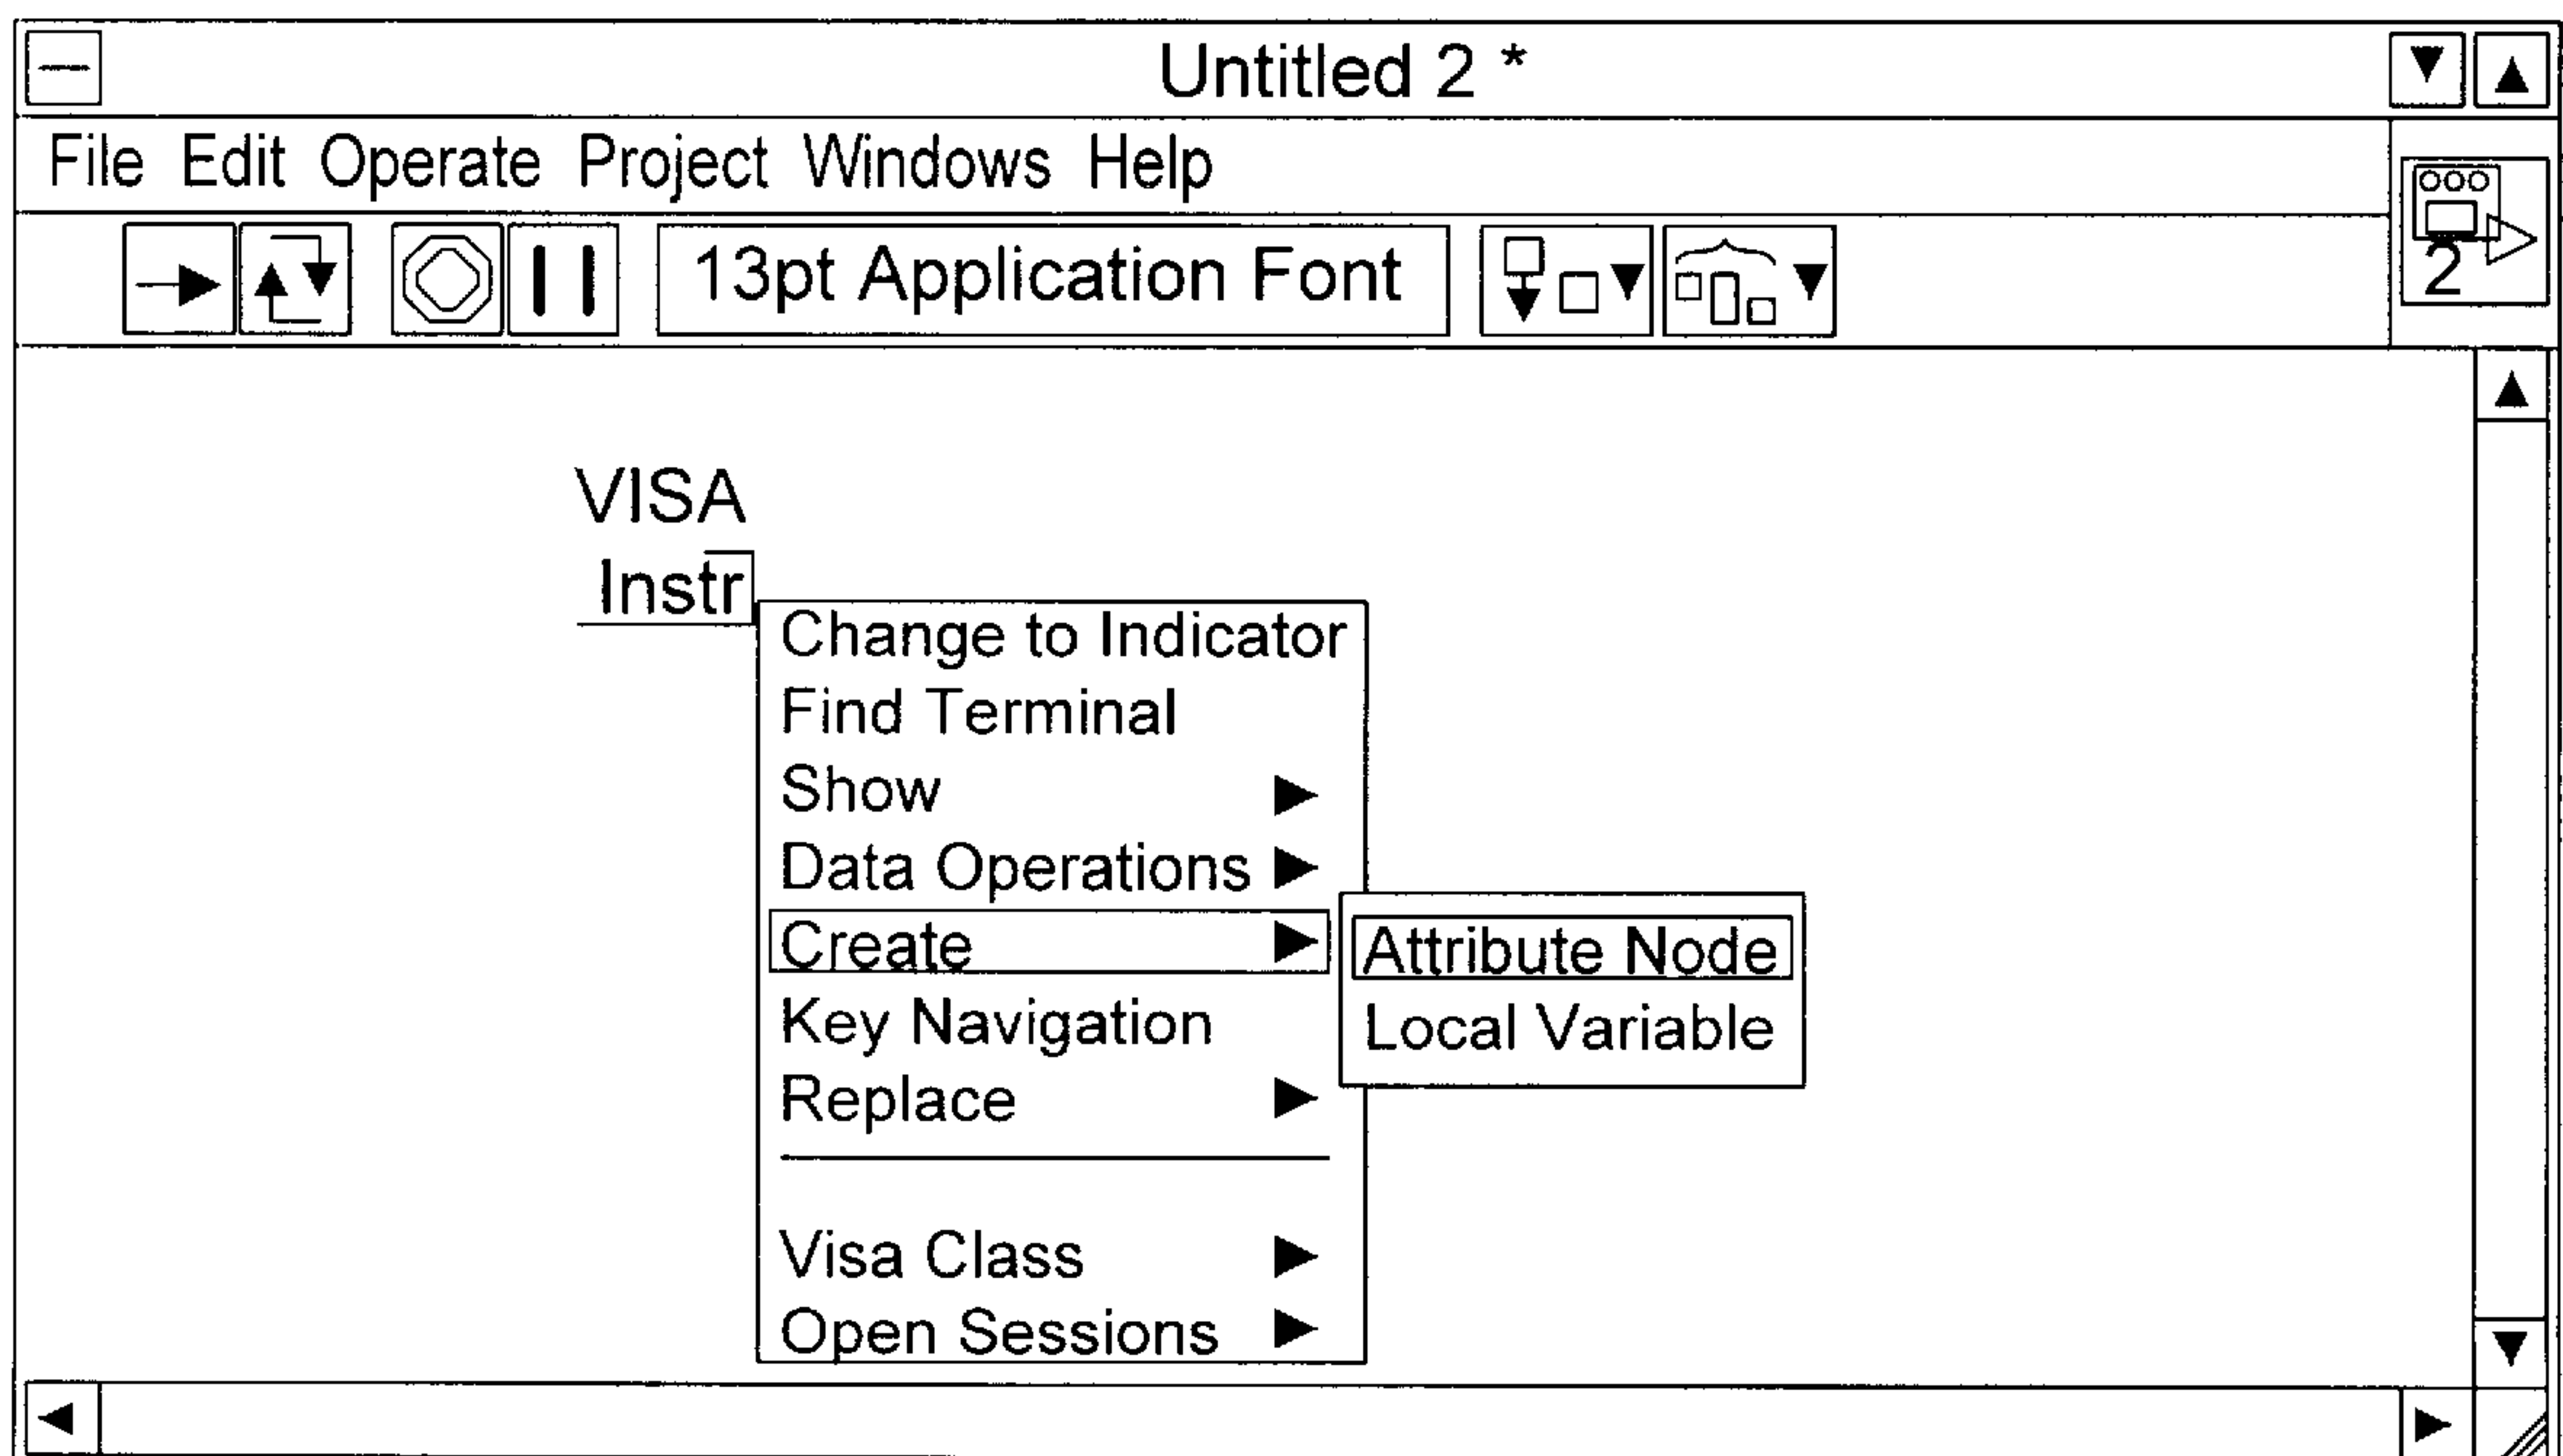 Untitled 2 *
File Edit Operate Project Windows Help
13pt Application Font
2
VISA
Instr
Change to Indicator
Find Terminal
Show
Data Operations
Create
Attribute Node
Key Navigation
Local Variable
Replace
Visa Class
Open Sessions